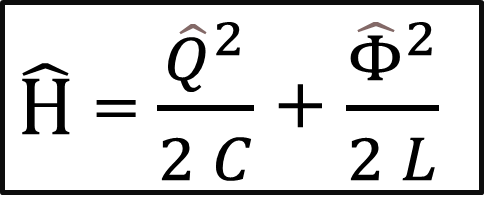 Ĥ = Q̂² / 2 C + Φ̂² / 2 L